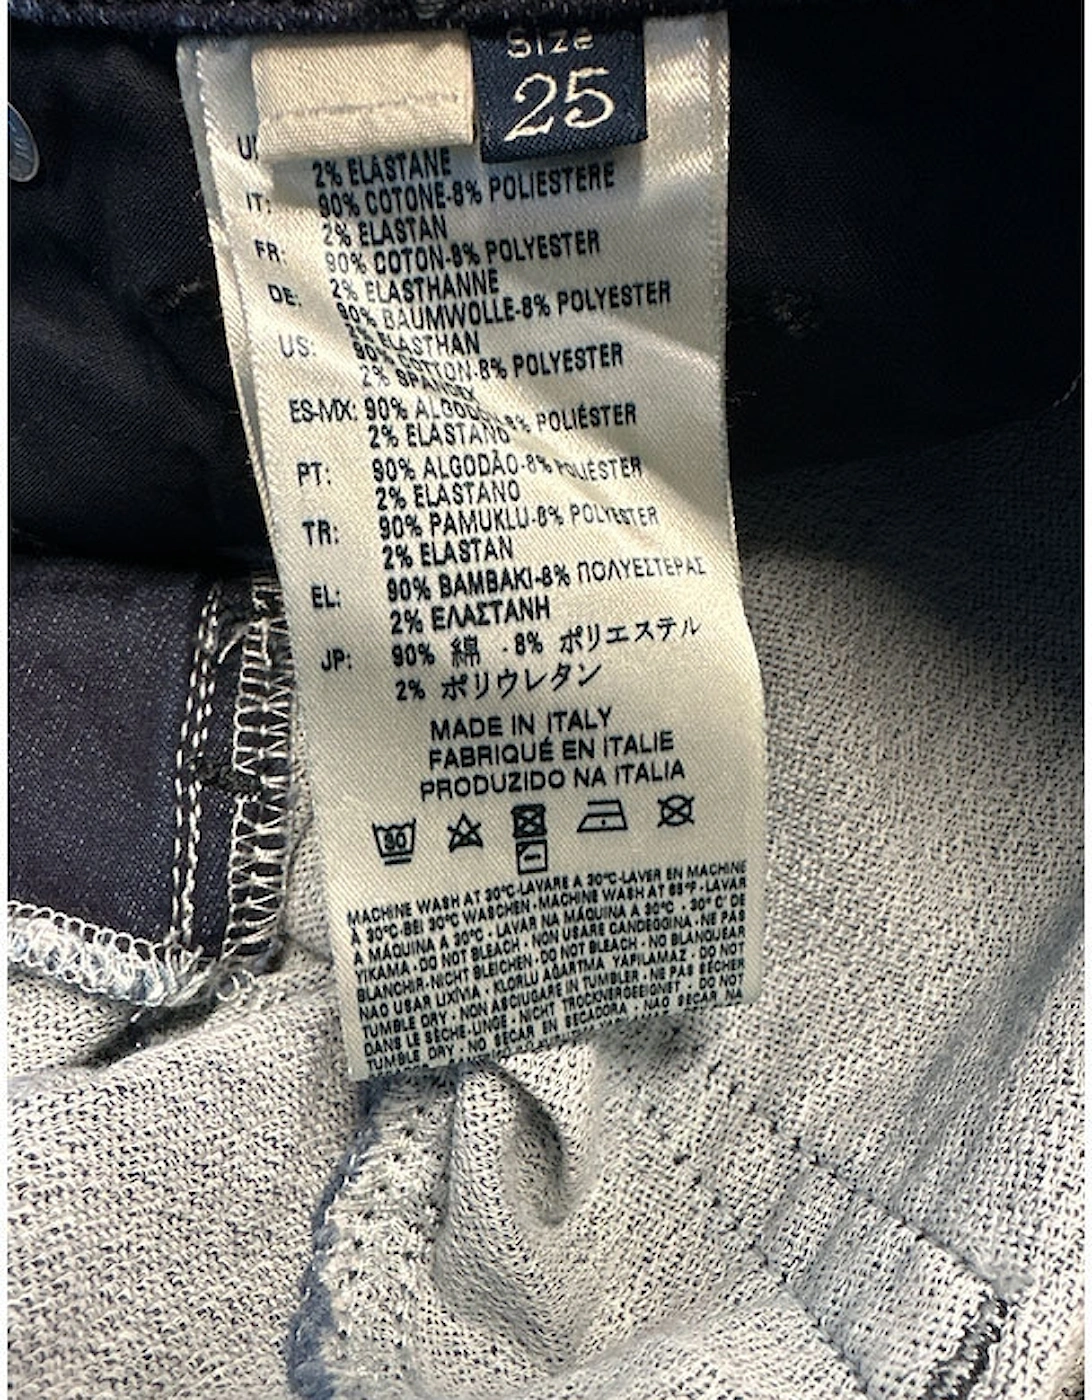 Size
25
2% ELASTANE
IT: 90% COTONE-8% POLIESTERE
2% ELASTAN
FR: 90% COTON-8% POLYESTER
2% ELASTHANNE
DE: 90% BAUMWOLLE-8% POLYESTER
2% ELASTHAN
US: 90% COTTON-8% POLYESTER
2% SPANDEX
ES-MX: 90% ALGODON-8% POLIÉSTER
2% ELASTANO
PT: 90% ALGODÃO-8% POLIÉSTER
2% ELASTANO
TR: 90% PAMUKLU-8% POLYESTER
2% ELASTAN
EL: 90% BAMBAKI-8% ΠΟΛΥΕΣΤΕΡΑΣ
2% ΕΛΑΣΤΑΝΗ
JP: 90% 綿 -8% ポリエステル
2% ポリウレタン
MADE IN ITALY
FABRIQUÉ EN ITALIE
PRODUZIDO NA ITALIA
30
MACHINE WASH AT 30°C-LAVARE A 30°C-LAVER EN MACHINE
A 30°C-BEI 30°C WASCHEN-MACHINE WASH AT 86°F-LAVAR
A MÁQUINA A 30°C - LAVAR NA MÁQUINA A 30°C - 30° C' DE
YIKAMA-DO NOT BLEACH - NON USARE CANDEGGINA-NE PAS
BLANCHIR-NICHT BLEICHEN-DO NOT BLEACH - NO BLANQUEAR
NAO USAR LIXÍVIA - KLORLU AĞARTMA YAPILAMAZ - DO NOT
TUMBLE DRY - NON ASCIUGARE IN TUMBLER - NE PAS SÉCHER
DANS LE SÈCHE-LINGE - NICHT TROCKNERGEEIGNET - DO NOT
TUMBLE DRY - NO SECAR EN SECADORA - NAO SECAR NA